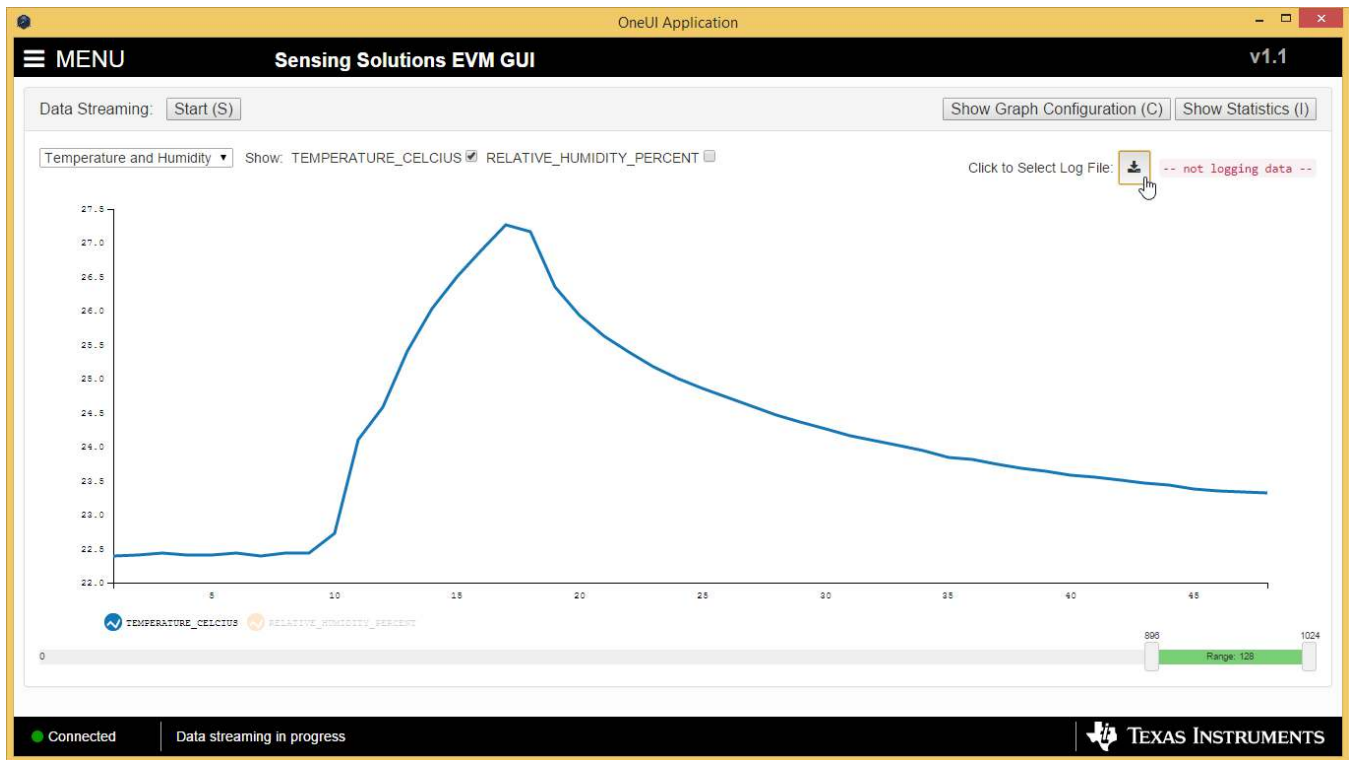 OneUI Application
MENU Sensing Solutions EVM GUI v1.1
Data Streaming: Start (S) Show Graph Configuration (C) Show Statistics (I)
Temperature and Humidity Show: TEMPERATURE_CELCIUS RELATIVE_HUMIDITY_PERCENT Click to Select Log File: -- not logging data --
27.5
27.0
26.5
26.0
25.5
25.0
24.5
24.0
23.5
23.0
22.5
22.0
5 10 15 20 25 30 35 40 45
TEMPERATURE_CELCIUS RELATIVE_HUMIDITY_PERCENT
896 1024
0 Range: 128
Connected Data streaming in progress TEXAS INSTRUMENTS